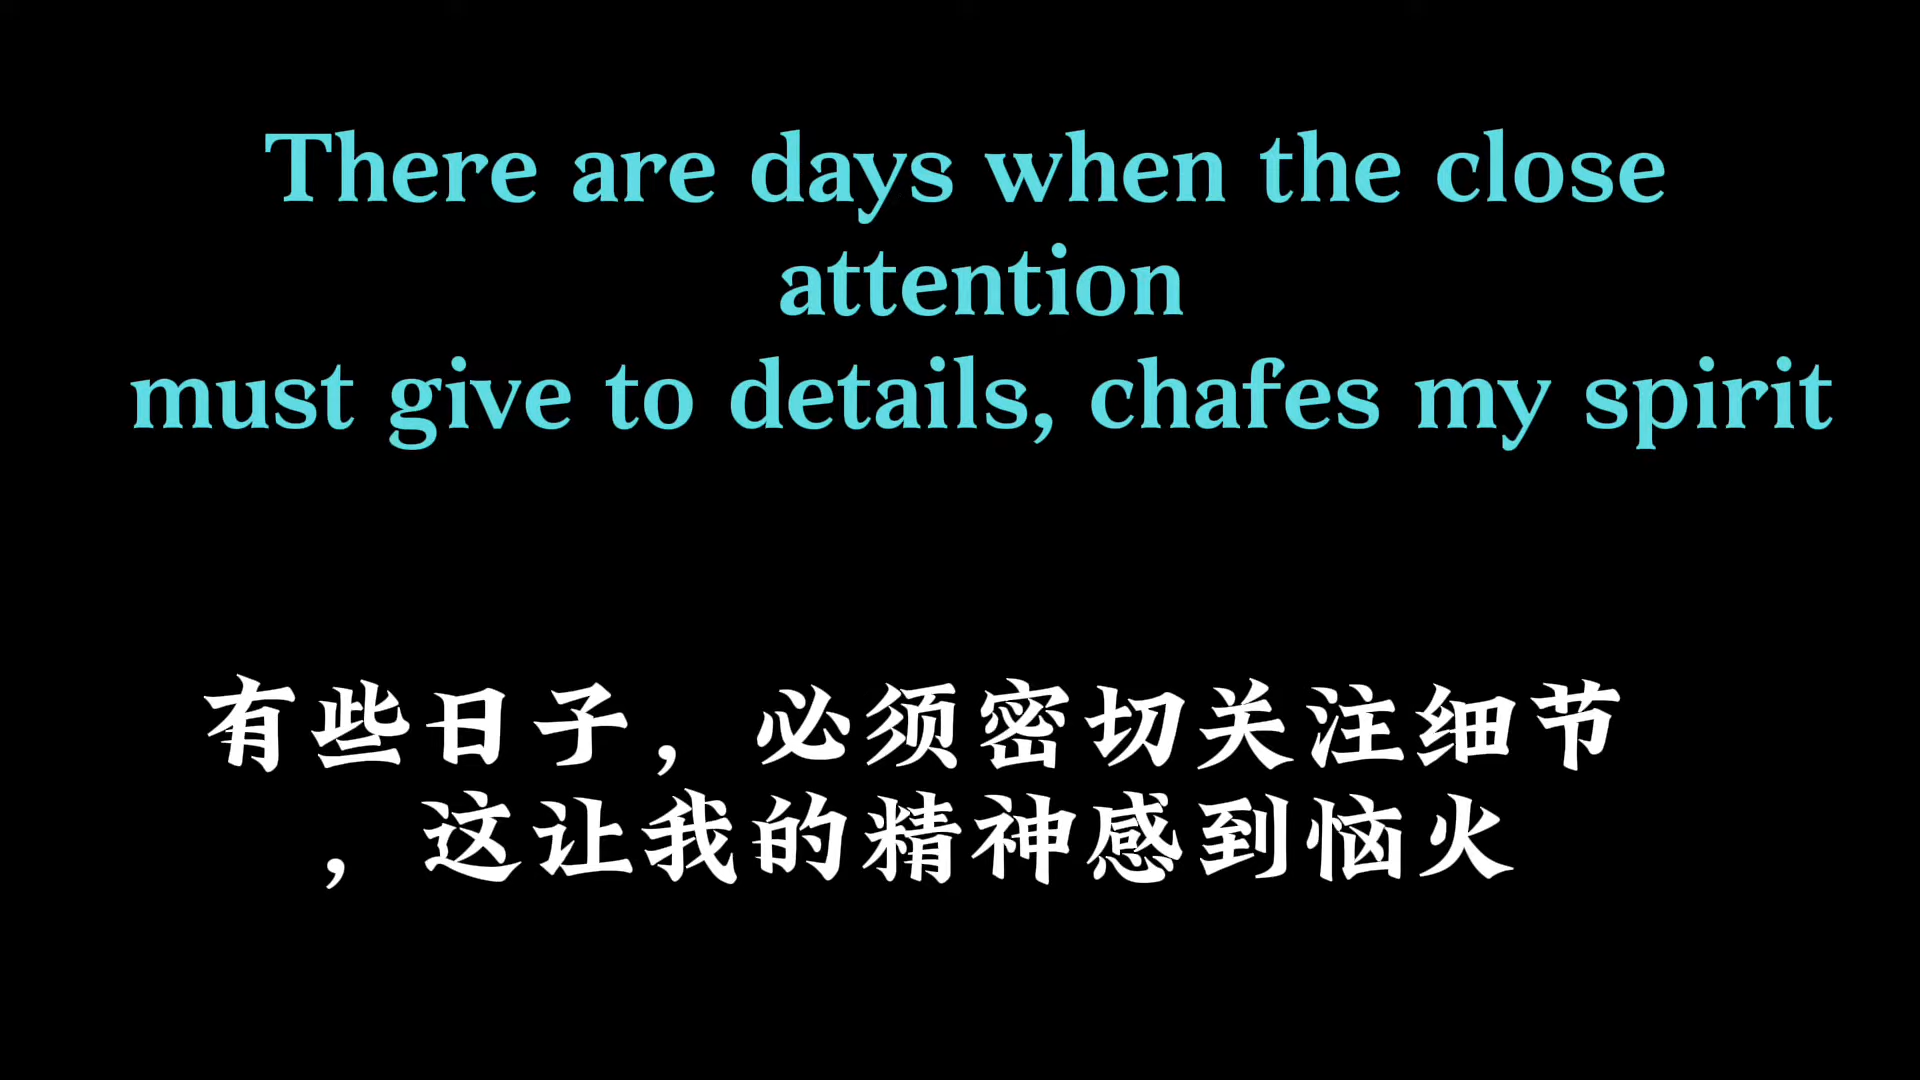 There are days when the close
attention
must give to details, chafes my spirit
有些日子，必须密切关注细节
，这让我的精神感到恼火